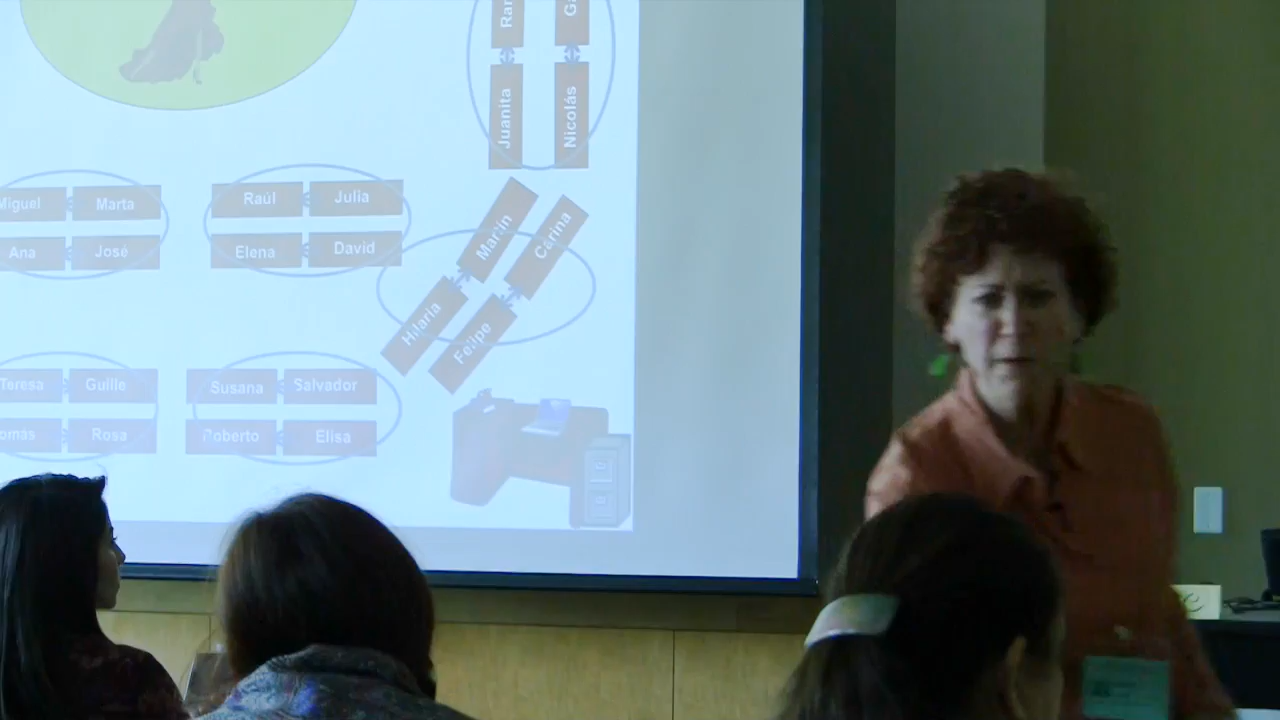 Juanita
Nicolás
Miguel
Marta
Raúl
Julia
Ana
José
Elena
David
Martín
Carina
Hilaria
Felipe
Teresa
Guille
Susana
Salvador
Rosa
Roberto
Elisa